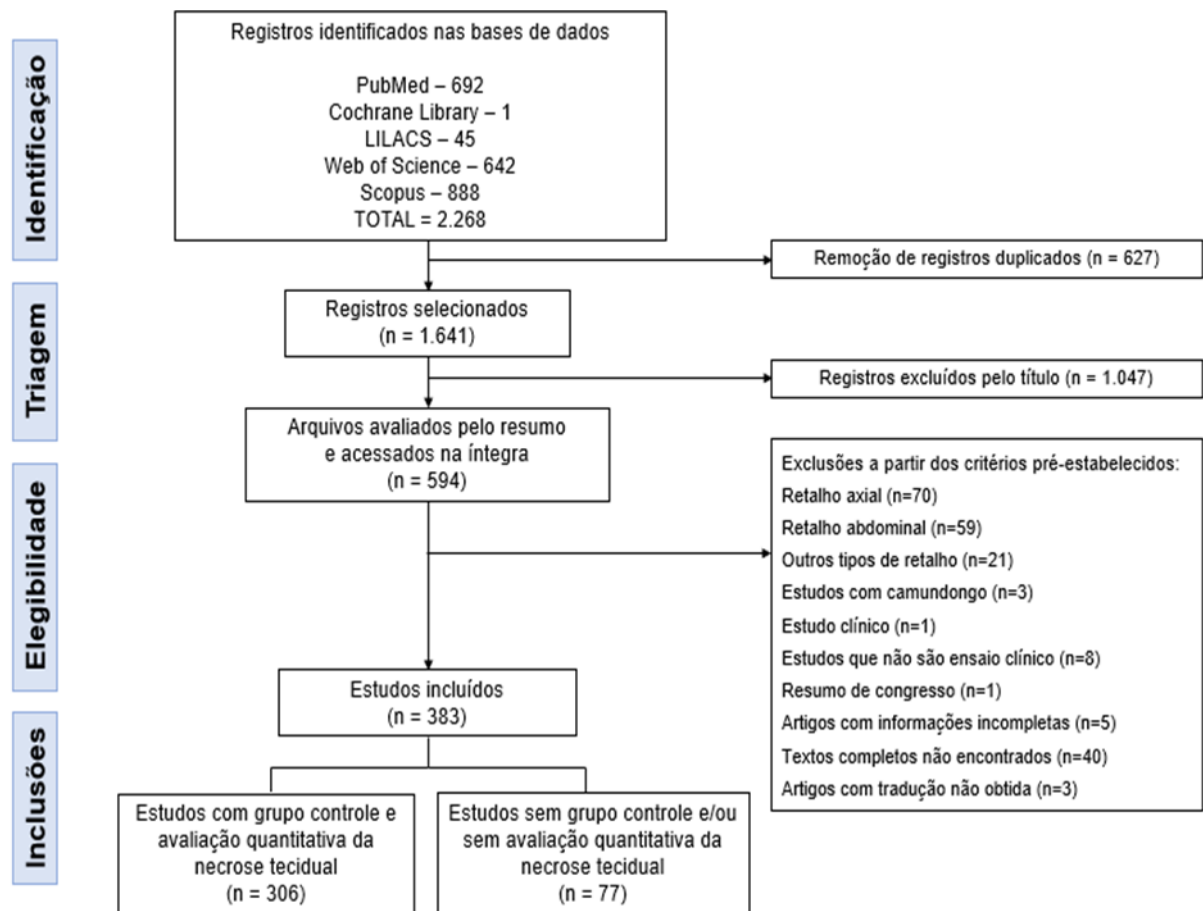 Identificação
Registros identificados nas bases de dados
PubMed – 692
Cochrane Library – 1
LILACS – 45
Web of Science – 642
Scopus – 888
TOTAL = 2.268
Remoção de registros duplicados (n = 627)
Triagem
Registros selecionados
(n = 1.641)
Registros excluídos pelo título (n = 1.047)
Arquivos avaliados pelo resumo
e acessados na íntegra
(n = 594)
Elegibilidade
Exclusões a partir dos critérios pré-estabelecidos:
Retalho axial (n=70)
Retalho abdominal (n=59)
Outros tipos de retalho (n=21)
Estudos com camundongo (n=3)
Estudo clínico (n=1)
Estudos que não são ensaio clínico (n=8)
Resumo de congresso (n=1)
Artigos com informações incompletas (n=5)
Textos completos não encontrados (n=40)
Artigos com tradução não obtida (n=3)
Estudos incluídos
(n = 383)
Inclusões
Estudos com grupo controle e
avaliação quantitativa da
necrose tecidual
(n = 306)
Estudos sem grupo controle e/ou
sem avaliação quantitativa da
necrose tecidual
(n = 77)